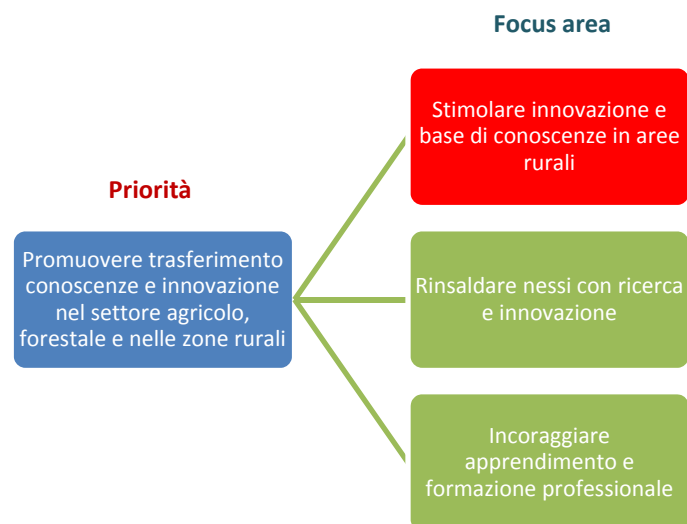 Focus area
Stimolare innovazione e
base di conoscenze in aree
rurali
Priorità
Promuovere trasferimento
conoscenze e innovazione
nel settore agricolo,
forestale e nelle zone rurali
Rinsaldare nessi con ricerca
e innovazione
Incoraggiare
apprendimento e
formazione professionale